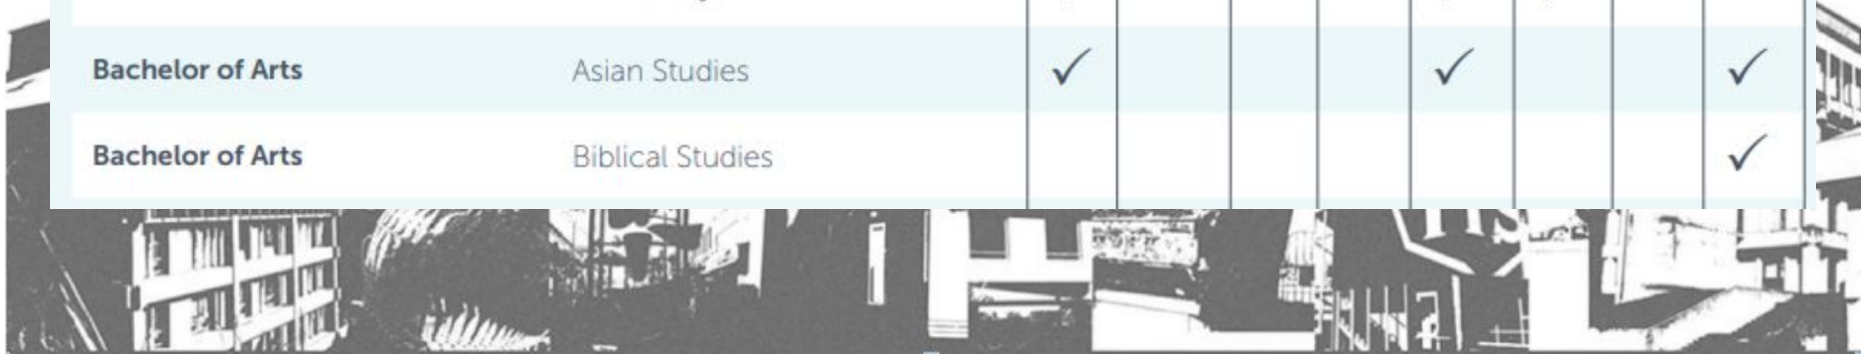 Bachelor of Arts Asian Studies ✓ ✓ ✓
Bachelor of Arts Biblical Studies ✓